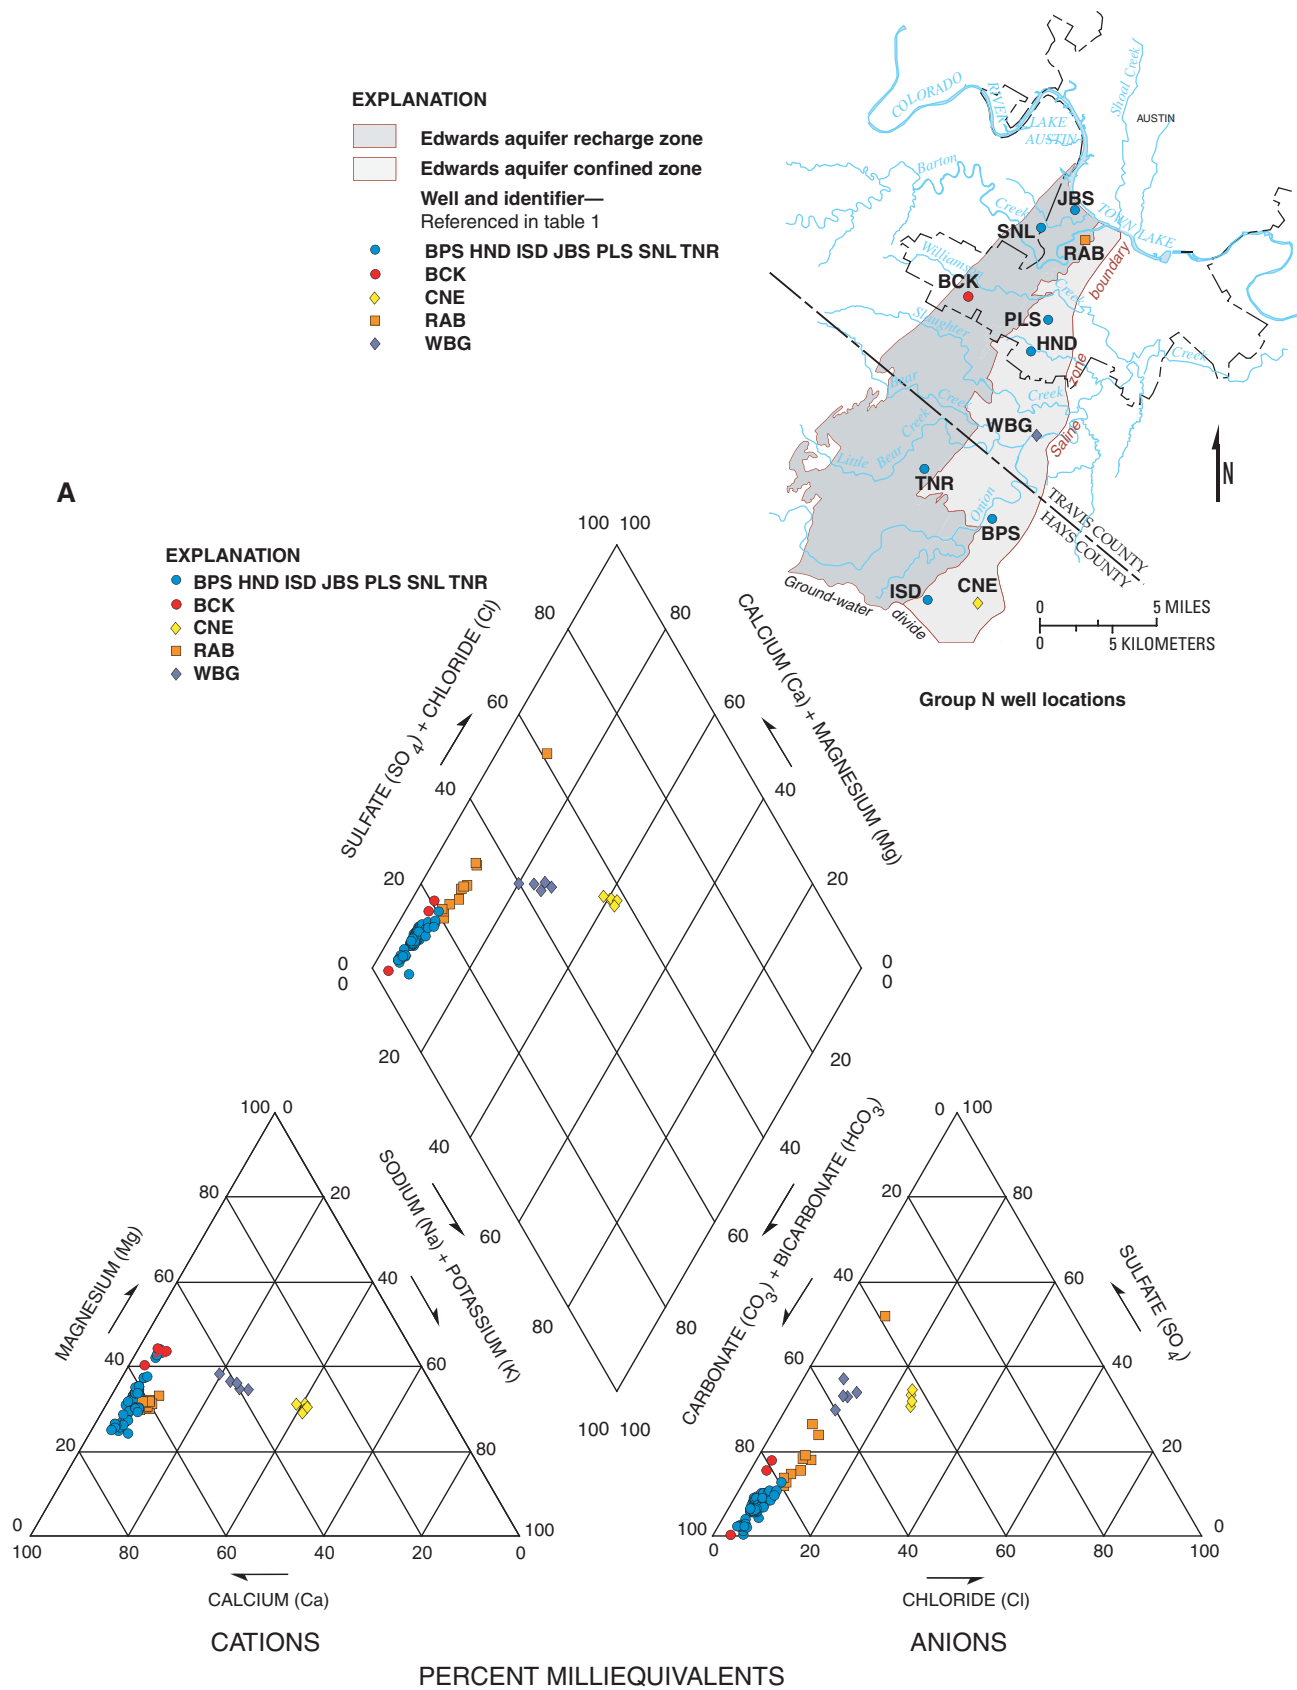 EXPLANATION
Edwards aquifer recharge zone
Edwards aquifer confined zone
Well and identifier—
Referenced in table 1
BPS HND ISD JBS PLS SNL TNR
BCK
CNE
RAB
WBG
COLORADO
RIVER
LAKE
AUSTIN
Shoal Creek
AUSTIN
Barton
Creek
JBS
TOWN LAKE
SNL
RAB
Williamson
Creek
boundary
BCK
PLS
Slaughter
HND
Creek
zone
Bear
Creek
Creek
WBG
Saline
Creek
Little Bear
TNR
Onion
BPS
TRAVIS COUNTY
HAYS COUNTY
N
ISD
CNE
Ground-water
divide
0 5 MILES
0 5 KILOMETERS
Group N well locations
A
EXPLANATION
BPS HND ISD JBS PLS SNL TNR
BCK
CNE
RAB
WBG
100 100
80 80
60 60
40 40
20 20
0 0
0 0
20 20
40 40
60 60
80 80
100 100
SULFATE (SO4) + CHLORIDE (Cl)
CALCIUM (Ca) + MAGNESIUM (Mg)
SODIUM (Na) + POTASSIUM (K)
CARBONATE (CO3) + BICARBONATE (HCO3)
100 0
80 20
60 40
40 60
20 80
0 100
100 80 60 40 20 0
MAGNESIUM (Mg)
CALCIUM (Ca)
CATIONS
0 100
20 80
40 60
60 40
80 20
100 0
0 20 40 60 80 100
SULFATE (SO4)
CHLORIDE (Cl)
ANIONS
PERCENT MILLIEQUIVALENTS